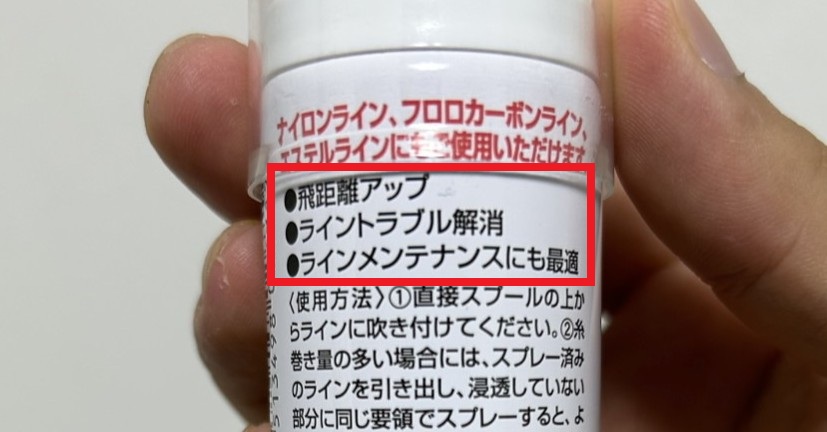 ナイロンライン、フロロカーボンライン、
エステルラインにもご使用いただけます
●飛距離アップ
●ライントラブル解消
●ラインメンテナンスにも最適
〈使用方法〉①直接スプールの上か
らラインに吹き付けてください。②糸
巻き量の多い場合には、スプレー済み
のラインを引き出し、浸透していない
部分に同じ要領でスプレーすると、よ